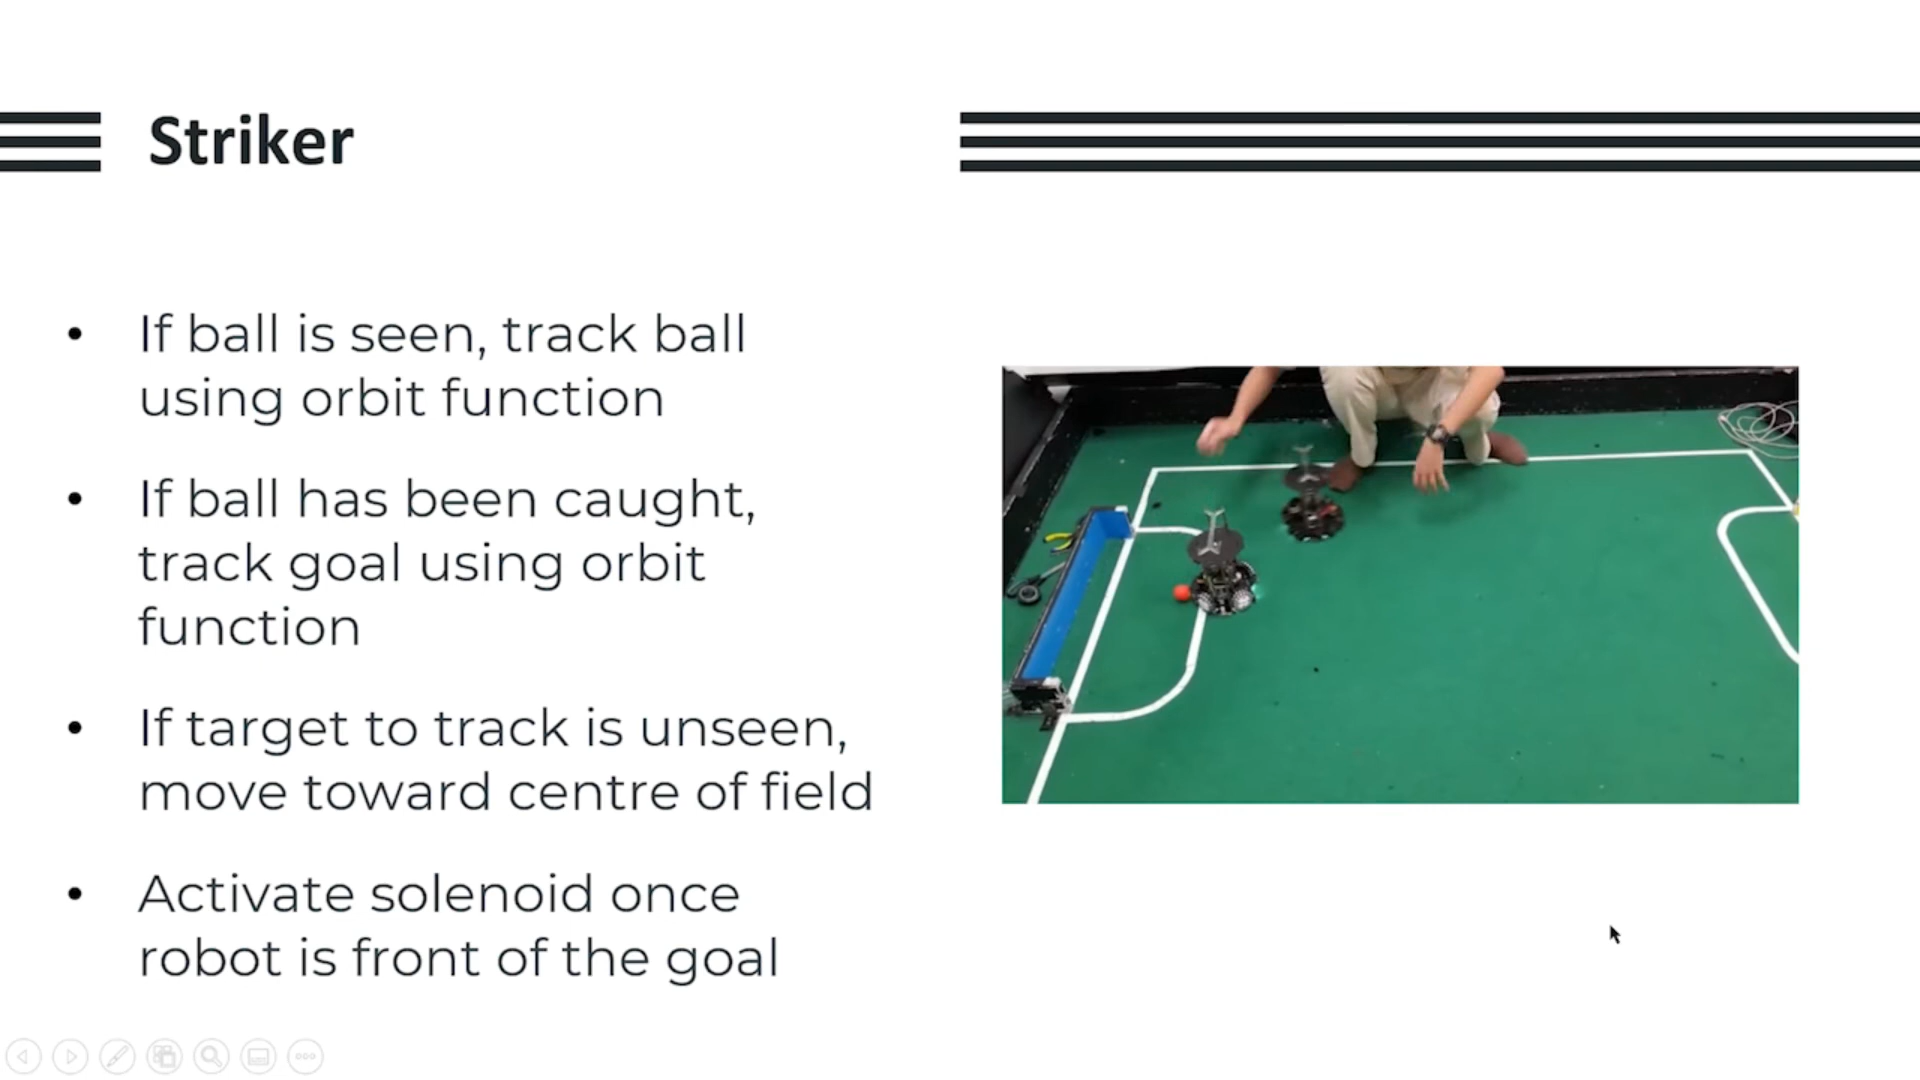 Striker
• If ball is seen, track ball
using orbit function
• If ball has been caught,
track goal using orbit
function
• If target to track is unseen,
move toward centre of field
• Activate solenoid once
robot is front of the goal